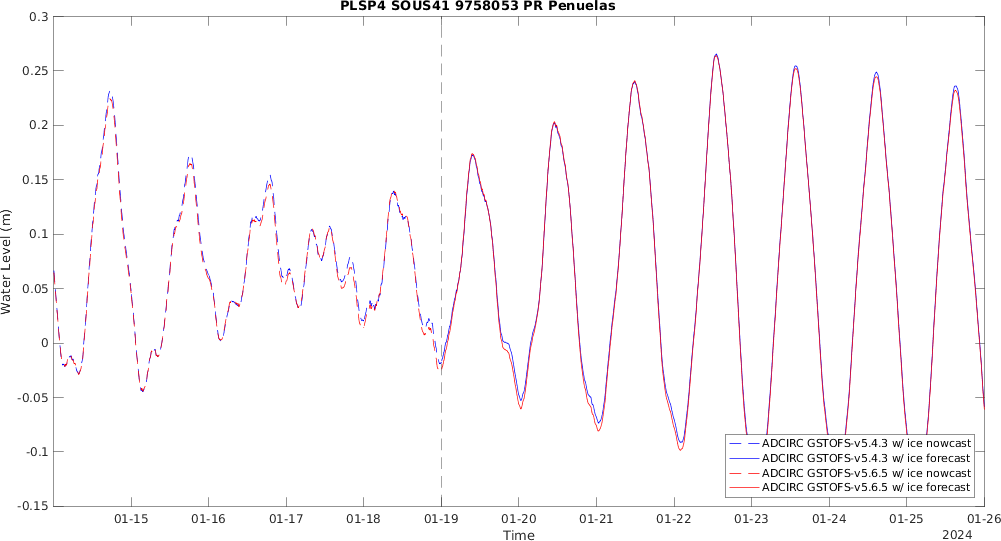 PLSP4 SOUS41 9758053 PR Penuelas
0.3
0.25
0.2
0.15
0.1
0.05
0
-0.05
-0.1
-0.15
Water Level (m)
ADCIRC GSTOFS-v5.4.3 w/ ice nowcast
ADCIRC GSTOFS-v5.4.3 w/ ice forecast
ADCIRC GSTOFS-v5.6.5 w/ ice nowcast
ADCIRC GSTOFS-v5.6.5 w/ ice forecast
01-15 01-16 01-17 01-18 01-19 01-20 01-21 01-22 01-23 01-24 01-25 01-26
Time
2024